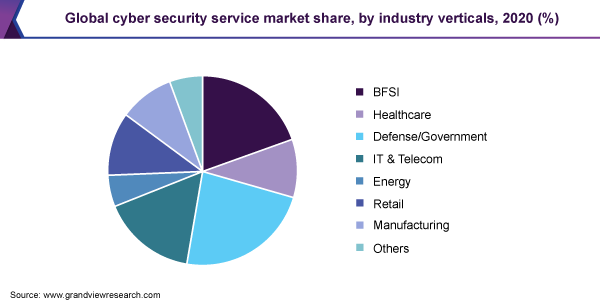 Global cyber security service market share, by industry verticals, 2020 (%)
BFSI
Healthcare
Defense/Government
IT & Telecom
Energy
Retail
Manufacturing
Others
Source: www.grandviewresearch.com